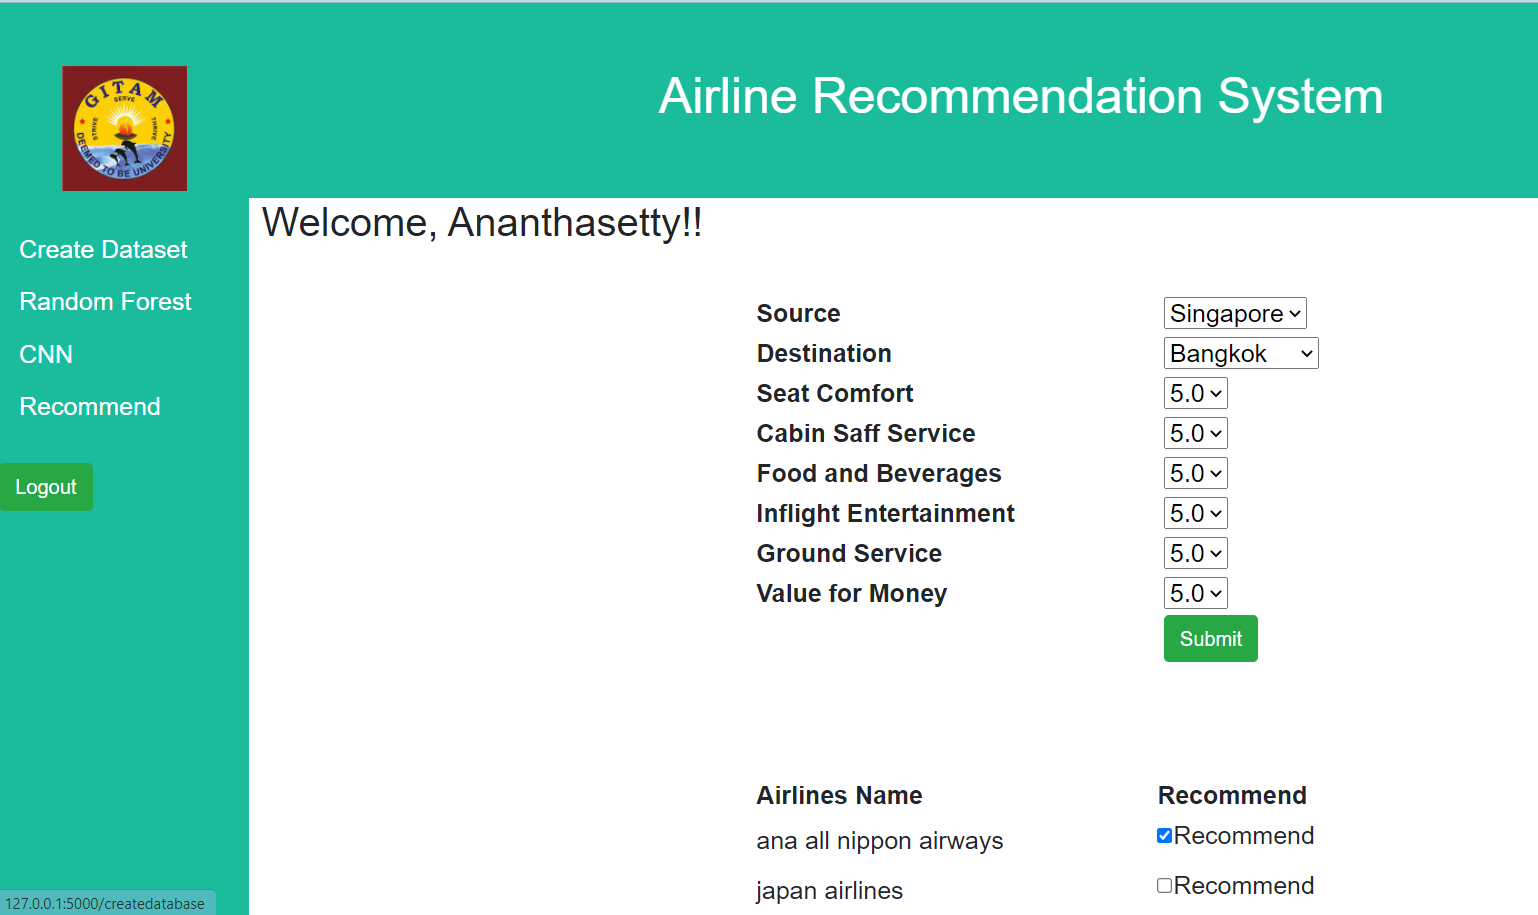 GITAM
SERVE
STRIVE
THRIVE
DEEMED TO BE UNIVERSITY
Airline Recommendation System
Create Dataset
Random Forest
CNN
Recommend
Logout
Welcome, Ananthasetty!!
Source Singapore
Destination Bangkok
Seat Comfort 5.0
Cabin Saff Service 5.0
Food and Beverages 5.0
Inflight Entertainment 5.0
Ground Service 5.0
Value for Money 5.0
Submit
Airlines Name Recommend
ana all nippon airways Recommend
japan airlines Recommend
127.0.0.1:5000/createdatabase